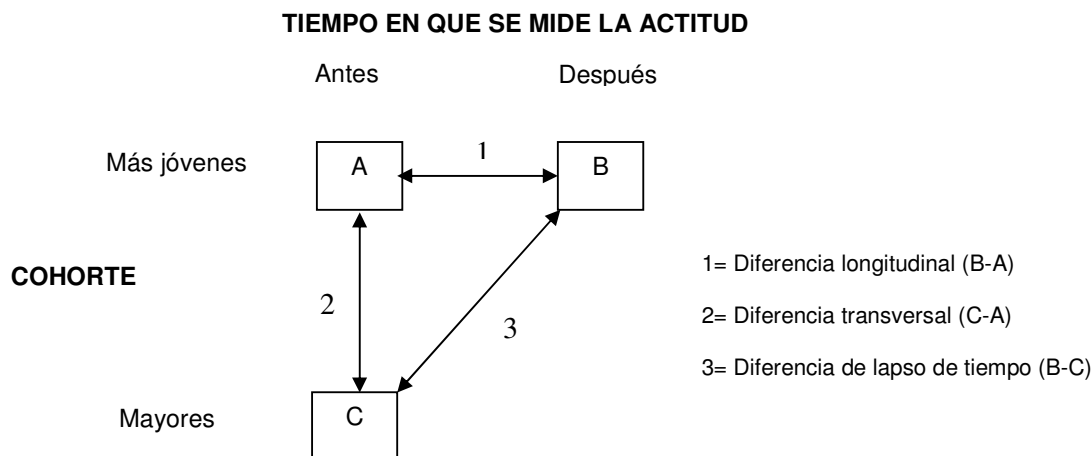 TIEMPO EN QUE SE MIDE LA ACTITUD
Antes Después
Más jóvenes A 1 B
COHORTE
2
3
1= Diferencia longitudinal (B-A)
2= Diferencia transversal (C-A)
3= Diferencia de lapso de tiempo (B-C)
Mayores C